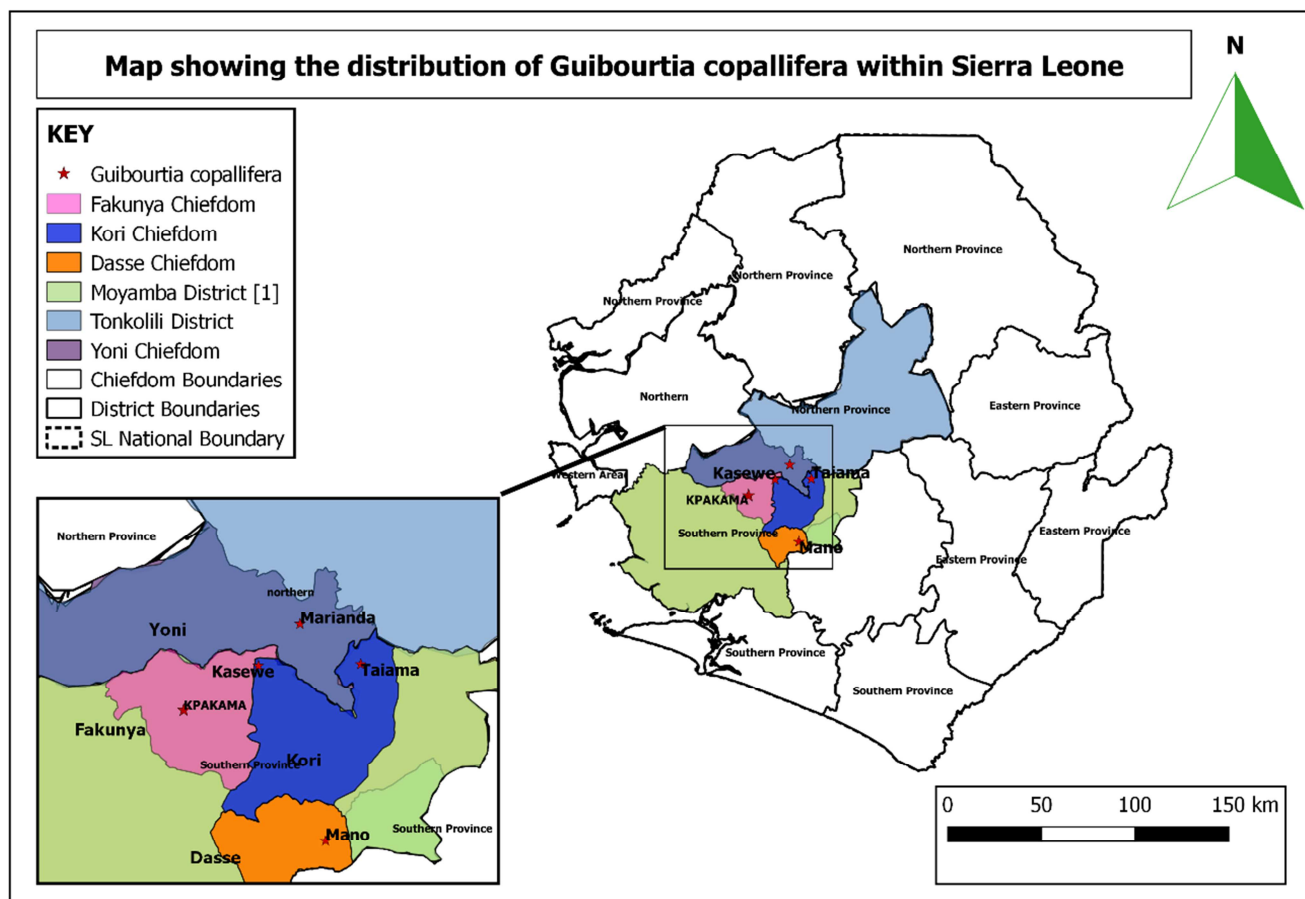 Map showing the distribution of Guibourtia copallifera within Sierra Leone
N
KEY
Guibourtia copallifera
Fakunya Chiefdom
Kori Chiefdom
Dasse Chiefdom
Moyamba District [1]
Tonkolili District
Yoni Chiefdom
Chiefdom Boundaries
District Boundaries
SL National Boundary
Northern Province
Northern Province
Northern Province
Northern
Northern Province
Eastern Province
Western Area
Kasewe
Taiama
KPAKAMA
Southern Province
Mano
Eastern Province
Eastern Province
Southern Province
Southern Province
Northern Province
northern
Marianda
Yoni
Kasewe
Taiama
KPAKAMA
Fakunya
Southern Province
Kori
Mano
Southern Province
Dasse
0 50 100 150 km